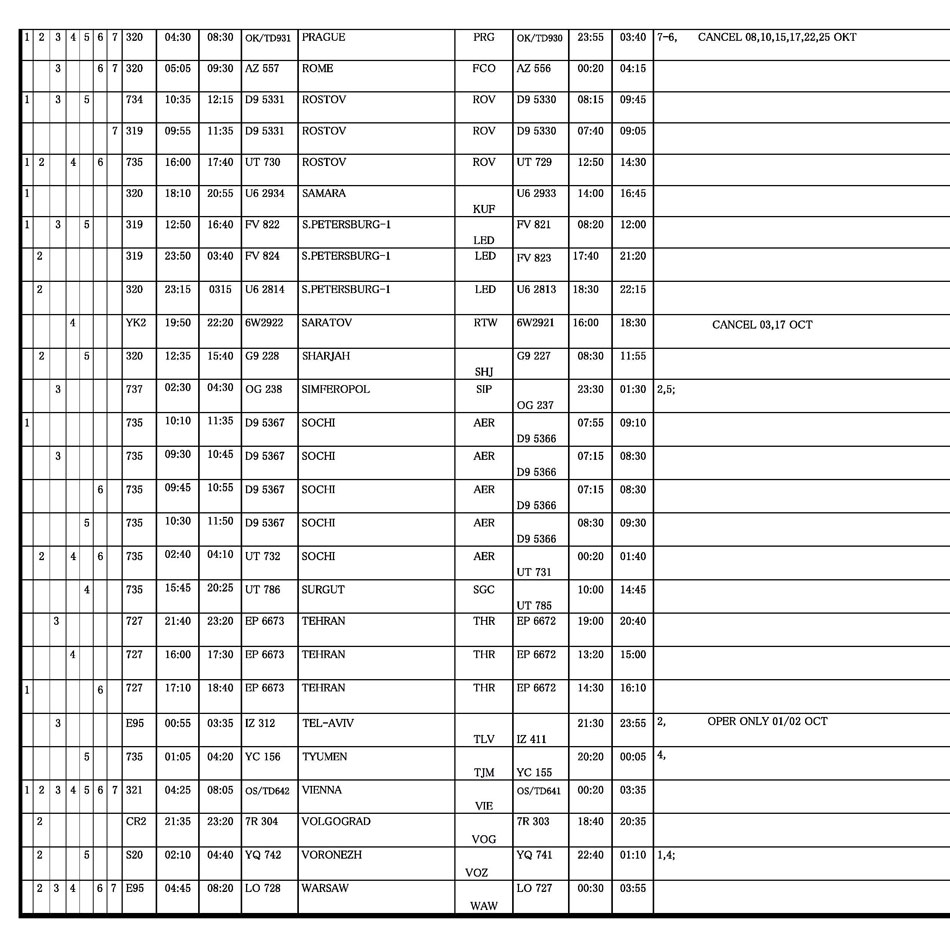 1 2 3 4 5 6 7 320 04:30 08:30 OK/TD931 PRAGUE PRG OK/TD930 23:55 03:40 7-6, CANCEL 08,10,15,17,22,25 OKT
3 6 7 320 05:05 09:30 AZ 557 ROME FCO AZ 556 00:20 04:15
1 3 5 734 10:35 12:15 D9 5331 ROSTOV ROV D9 5330 08:15 09:45
7 319 09:55 11:35 D9 5331 ROSTOV ROV D9 5330 07:40 09:05
1 2 4 6 735 16:00 17:40 UT 730 ROSTOV ROV UT 729 12:50 14:30
1 320 18:10 20:55 U6 2934 SAMARA KUF U6 2933 14:00 16:45
1 3 5 319 12:50 16:40 FV 822 S.PETERSBURG-1 LED FV 821 08:20 12:00
2 319 23:50 03:40 FV 824 S.PETERSBURG-1 LED FV 823 17:40 21:20
2 320 23:15 0315 U6 2814 S.PETERSBURG-1 LED U6 2813 18:30 22:15
4 YK2 19:50 22:20 6W2922 SARATOV RTW 6W2921 16:00 18:30 CANCEL 03,17 OCT
2 5 320 12:35 15:40 G9 228 SHARJAH SHJ G9 227 08:30 11:55
3 737 02:30 04:30 OG 238 SIMFEROPOL SIP OG 237 23:30 01:30 2,5;
1 735 10:10 11:35 D9 5367 SOCHI AER D9 5366 07:55 09:10
3 735 09:30 10:45 D9 5367 SOCHI AER D9 5366 07:15 08:30
6 735 09:45 10:55 D9 5367 SOCHI AER D9 5366 07:15 08:30
5 735 10:30 11:50 D9 5367 SOCHI AER D9 5366 08:30 09:30
2 4 6 735 02:40 04:10 UT 732 SOCHI AER UT 731 00:20 01:40
4 735 15:45 20:25 UT 786 SURGUT SGC UT 785 10:00 14:45
3 727 21:40 23:20 EP 6673 TEHRAN THR EP 6672 19:00 20:40
4 727 16:00 17:30 EP 6673 TEHRAN THR EP 6672 13:20 15:00
1 6 727 17:10 18:40 EP 6673 TEHRAN THR EP 6672 14:30 16:10
3 E95 00:55 03:35 IZ 312 TEL-AVIV TLV IZ 411 21:30 23:55 2, OPER ONLY 01/02 OCT
5 735 01:05 04:20 YC 156 TYUMEN TJM YC 155 20:20 00:05 4,
1 2 3 4 5 6 7 321 04:25 08:05 OS/TD642 VIENNA VIE OS/TD641 00:20 03:35
2 CR2 21:35 23:20 7R 304 VOLGOGRAD VOG 7R 303 18:40 20:35
2 5 S20 02:10 04:40 YQ 742 VORONEZH VOZ YQ 741 22:40 01:10 1,4;
2 3 4 6 7 E95 04:45 08:20 LO 728 WARSAW WAW LO 727 00:30 03:55